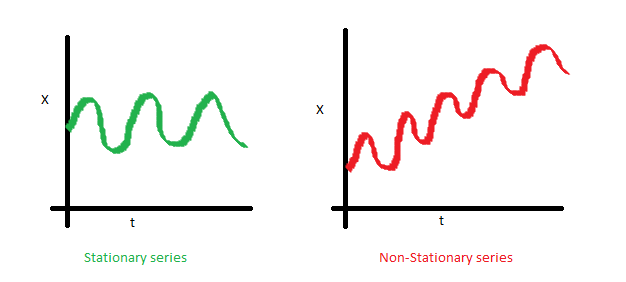 X
t
Stationary series
X
t
Non-Stationary series